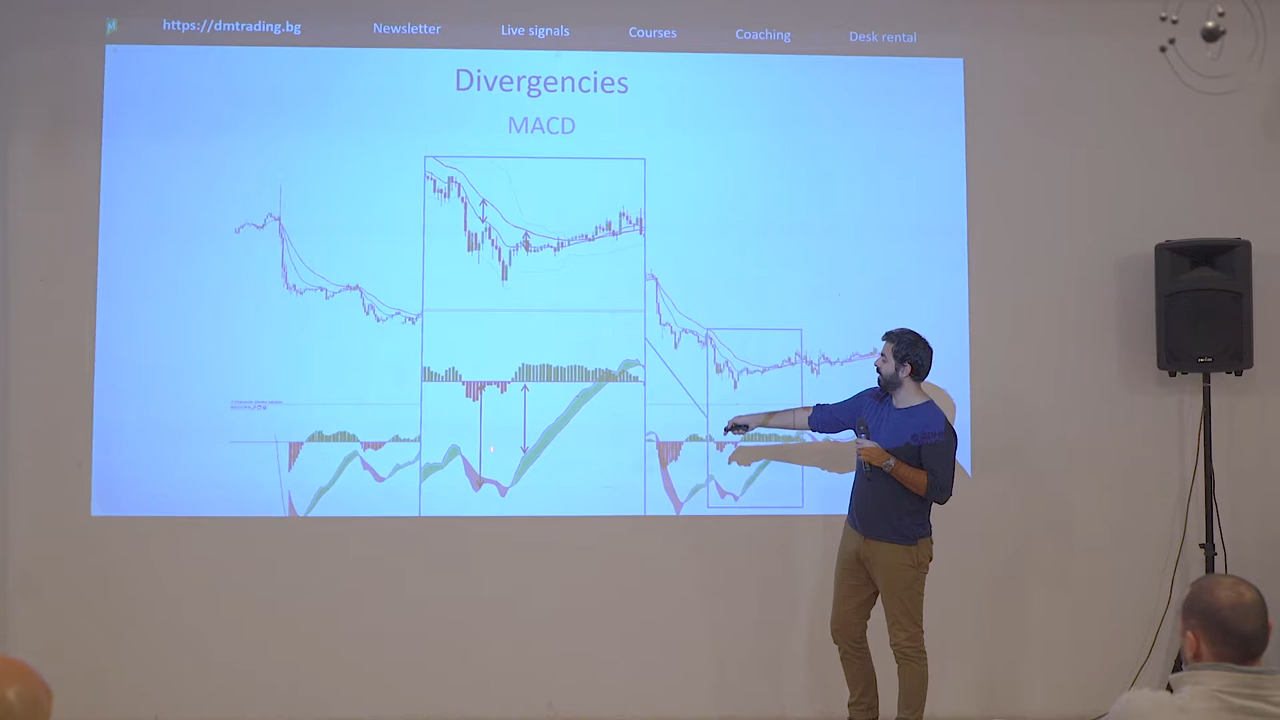 https://dmtrading.bg Newsletter Live signals Courses Coaching Desk rental
Divergencies
MACD